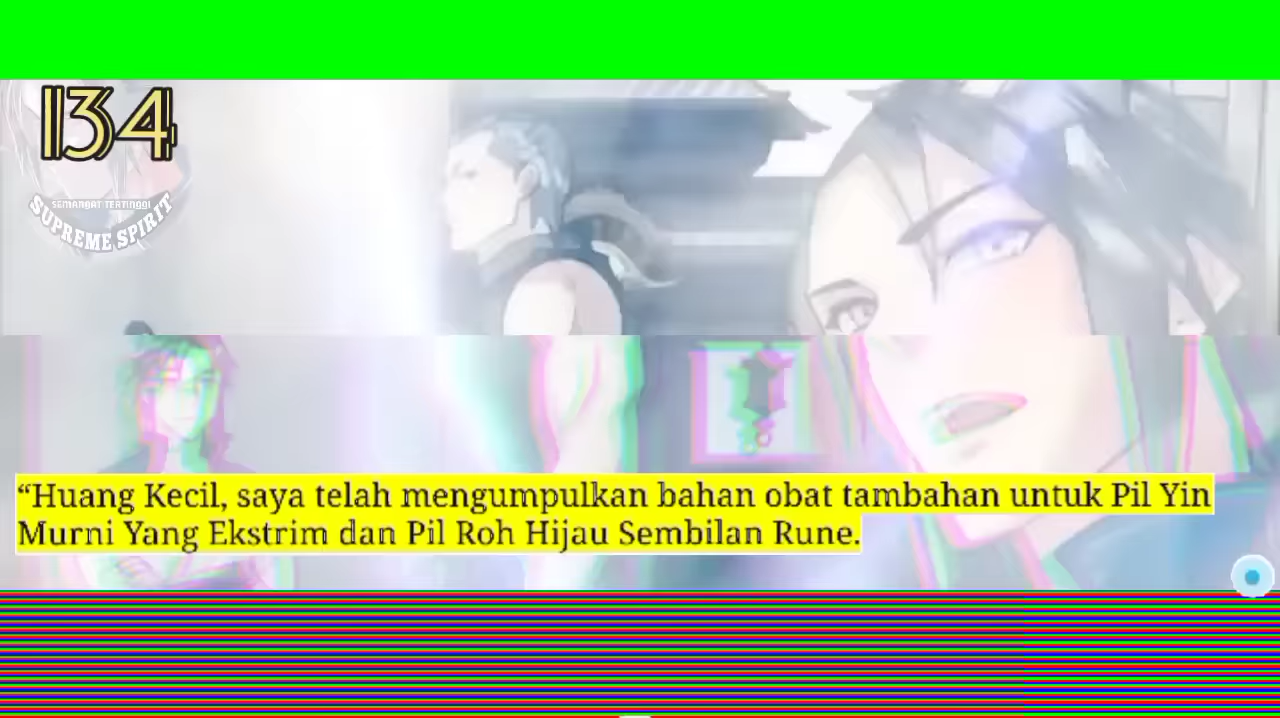 134
SEMANGAT TERTINGGI
SUPREME SPIRIT
“Huang Kecil, saya telah mengumpulkan bahan obat tambahan untuk Pil Yin
Murni Yang Ekstrim dan Pil Roh Hijau Sembilan Rune.